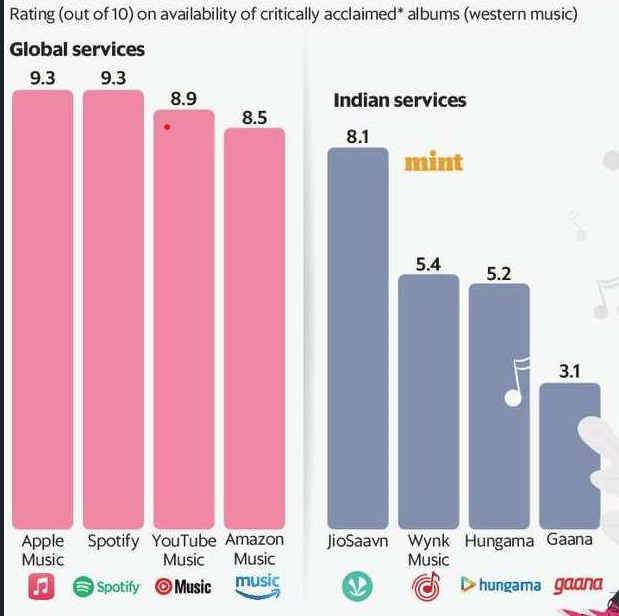 Rating (out of 10) on availability of critically acclaimed* albums (western music)
Global services
9.3
9.3
8.9
8.5
Indian services
8.1
5.4
5.2
3.1
mint
Apple Music
Spotify
YouTube Music
Amazon Music
JioSaavn
Wynk Music
Hungama
Gaana
Spotify
Music
music
hungama
gaana